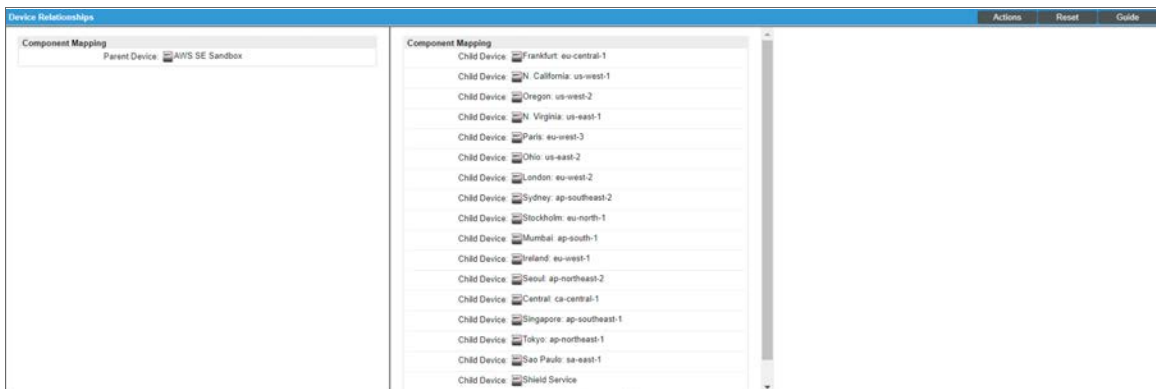 Device Relationships
Actions Reset Guide
Component Mapping
Parent Device: AWS SE Sandbox
Component Mapping
Child Device: Frankfurt: eu-central-1
Child Device: N. California: us-west-1
Child Device: Oregon: us-west-2
Child Device: N. Virginia: us-east-1
Child Device: Paris: eu-west-3
Child Device: Ohio: us-east-2
Child Device: London: eu-west-2
Child Device: Sydney: ap-southeast-2
Child Device: Stockholm: eu-north-1
Child Device: Mumbai: ap-south-1
Child Device: Ireland: eu-west-1
Child Device: Seoul: ap-northeast-2
Child Device: Central: ca-central-1
Child Device: Singapore: ap-southeast-1
Child Device: Tokyo: ap-northeast-1
Child Device: Sao Paulo: sa-east-1
Child Device: Shield Service